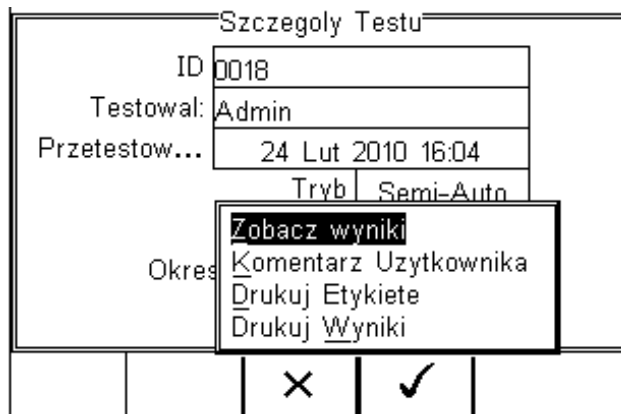 Szczegoly Testu
ID 0018
Testowal: Admin
Przetestow... 24 Lut 2010 16:04
Tryb Semi-Auto
Zobacz wyniki
Okres
Komentarz Uzytkownika
Drukuj Etykiete
Drukuj Wyniki